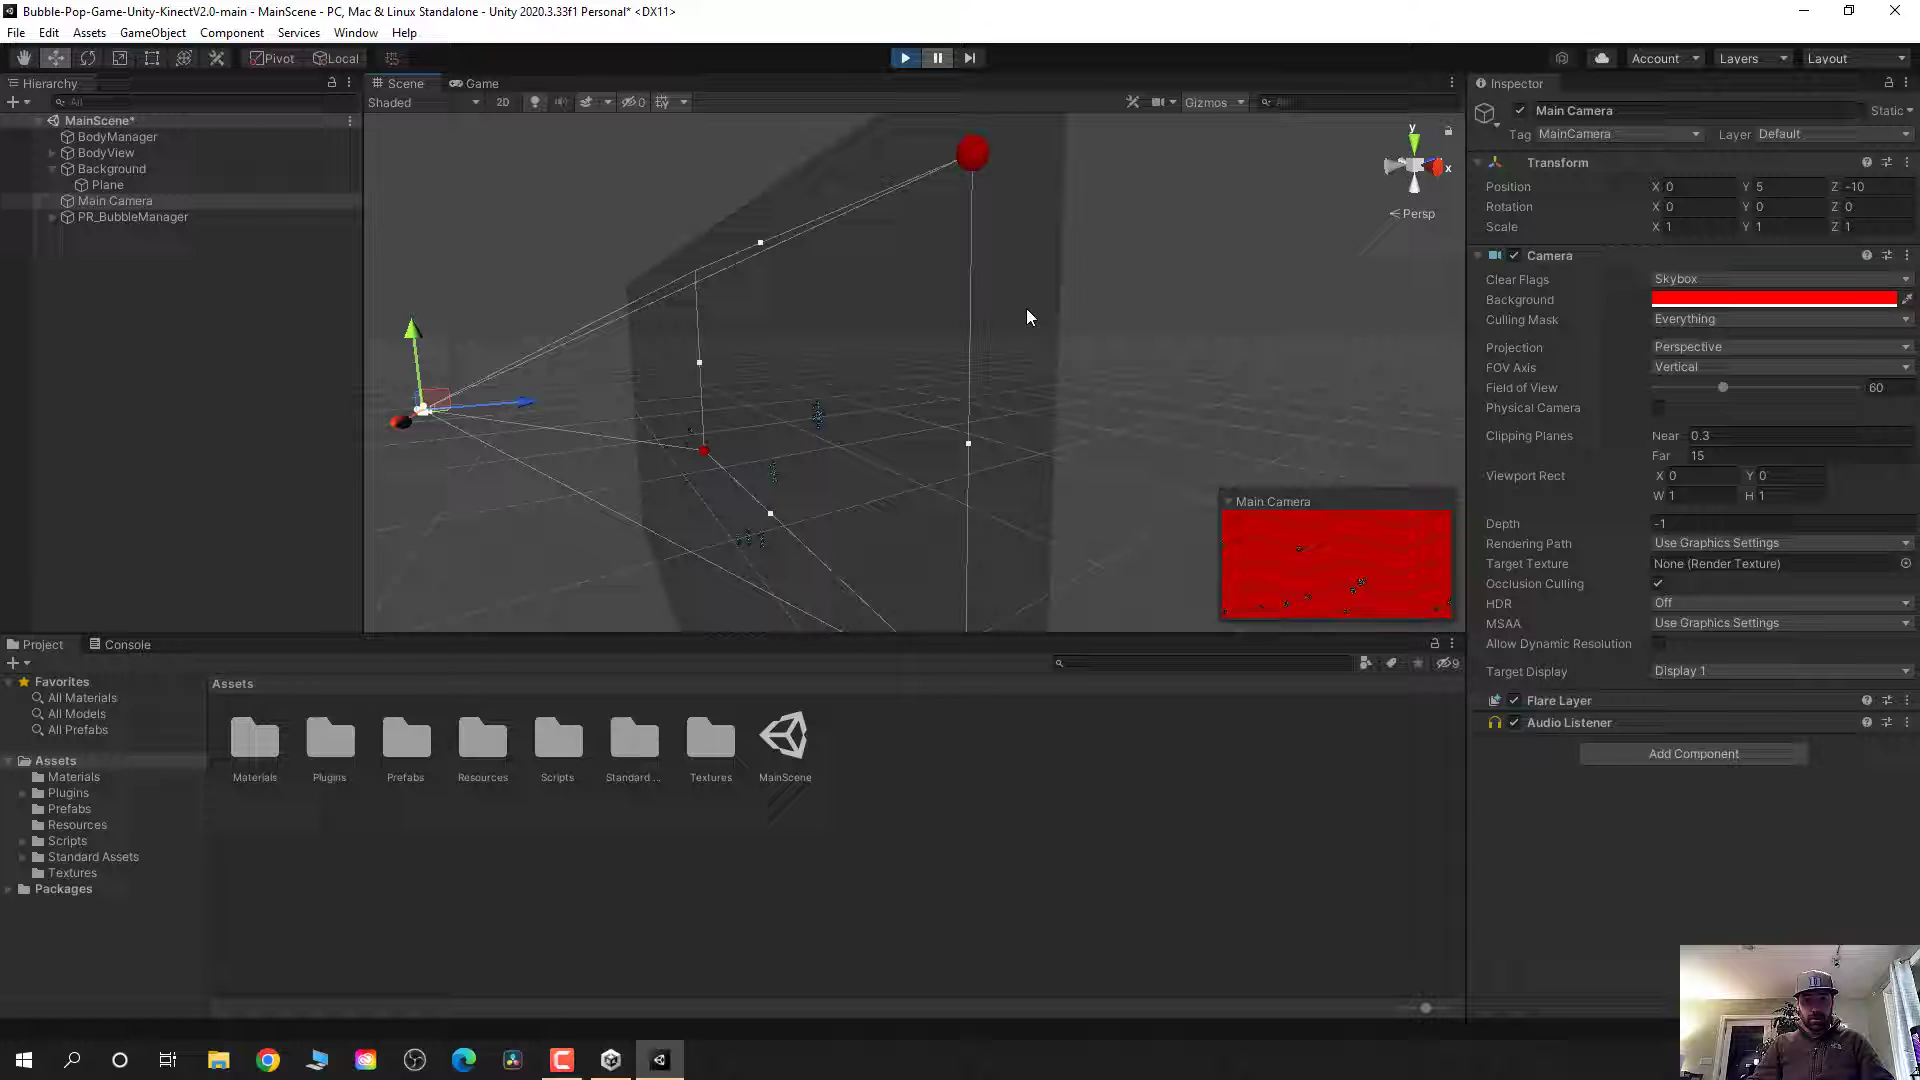 Bubble-Pop-Game-Unity-KinectV2.0-main - MainScene - PC, Mac & Linux Standalone - Unity 2020.3.33f1 Personal* <DX11>
File Edit Assets GameObject Component Services Window Help
Pivot Local Account Layers Layout
Hierarchy
All
MainScene*
BodyManager
BodyView
Background
Plane
Main Camera
PR_BubbleManager
Scene Game
Shaded 2D 0 Gizmos All
y
x
Persp
Main Camera
Inspector
Main Camera Static
Tag MainCamera Layer Default
Transform
Position X 0 Y 5 Z -10
Rotation X 0 Y 0 Z 0
Scale X 1 Y 1 Z 1
Camera
Clear Flags Skybox
Background
Culling Mask Everything
Projection Perspective
FOV Axis Vertical
Field of View 60
Physical Camera
Clipping Planes Near 0.3
Far 15
Viewport Rect X 0 Y 0
W 1 H 1
Depth -1
Rendering Path Use Graphics Settings
Target Texture None (Render Texture)
Occlusion Culling
HDR Off
MSAA Use Graphics Settings
Allow Dynamic Resolution
Target Display Display 1
Flare Layer
Audio Listener
Add Component
Project Console
9
Favorites
All Materials
All Models
All Prefabs
Assets
Materials
Plugins
Prefabs
Resources
Scripts
Standard Assets
Textures
Packages
Assets
Materials Plugins Prefabs Resources Scripts Standard ... Textures MainScene